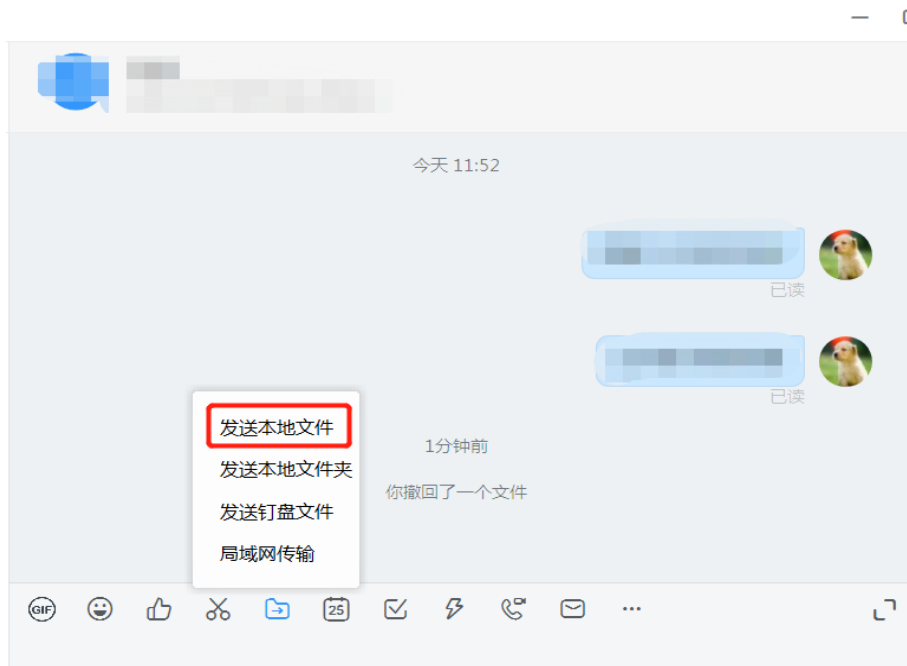 今天 11:52
已读
已读
发送本地文件
1分钟前
发送本地文件夹
你撤回了一个文件
发送钉盘文件
局域网传输
GIF
25